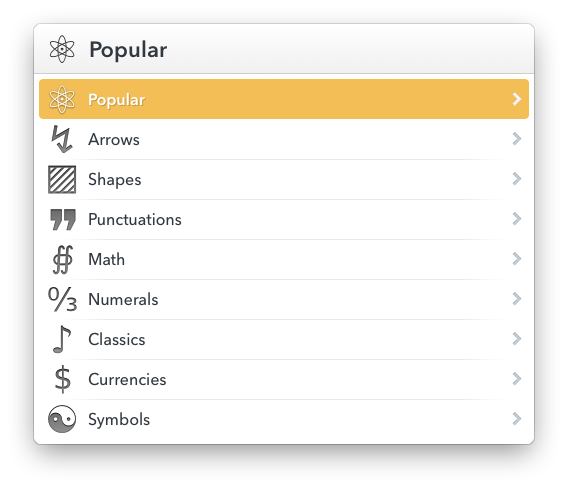 Popular
Popular
Arrows
Shapes
Punctuations
Math
Numerals
Classics
$ Currencies
Symbols